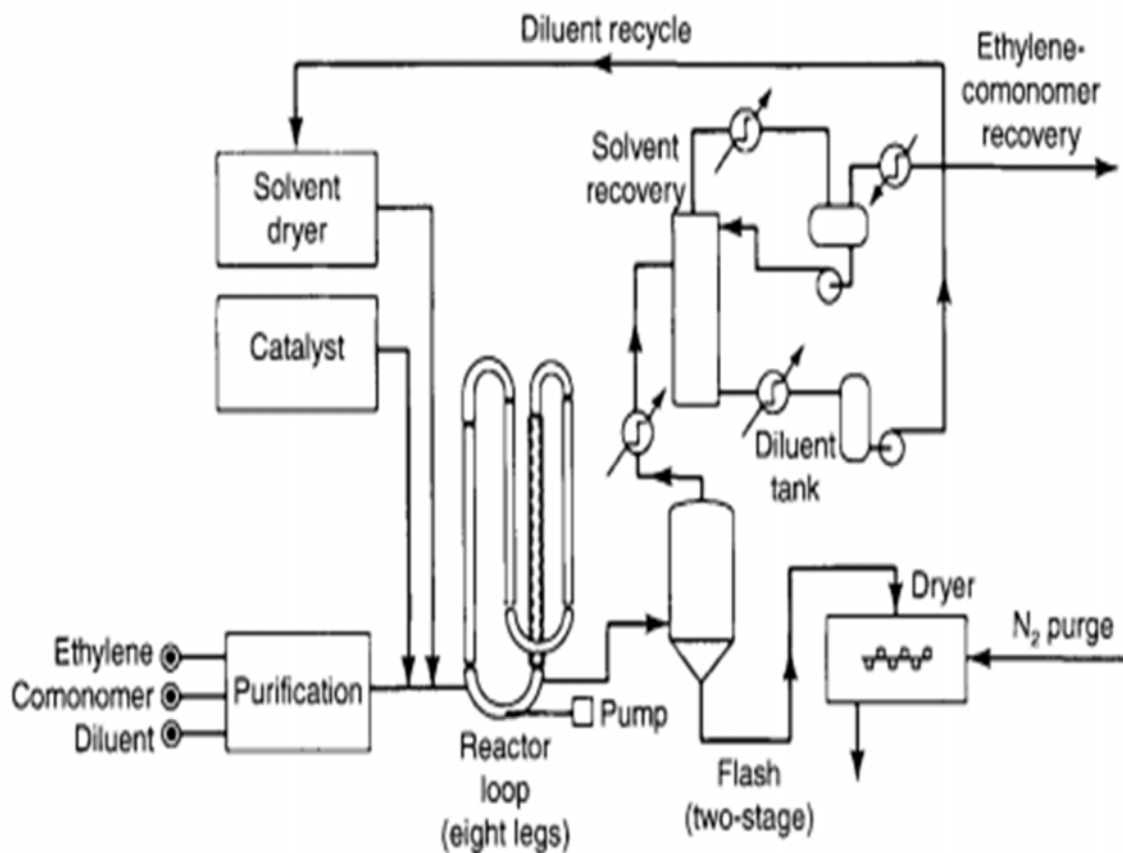 Diluent recycle
Ethylene-
comonomer
recovery
Solvent
recovery
Solvent
dryer
Catalyst
Diluent
tank
Dryer
N₂ purge
Ethylene
Comonomer
Diluent
Purification
Pump
Reactor
loop
(eight legs)
Flash
(two-stage)